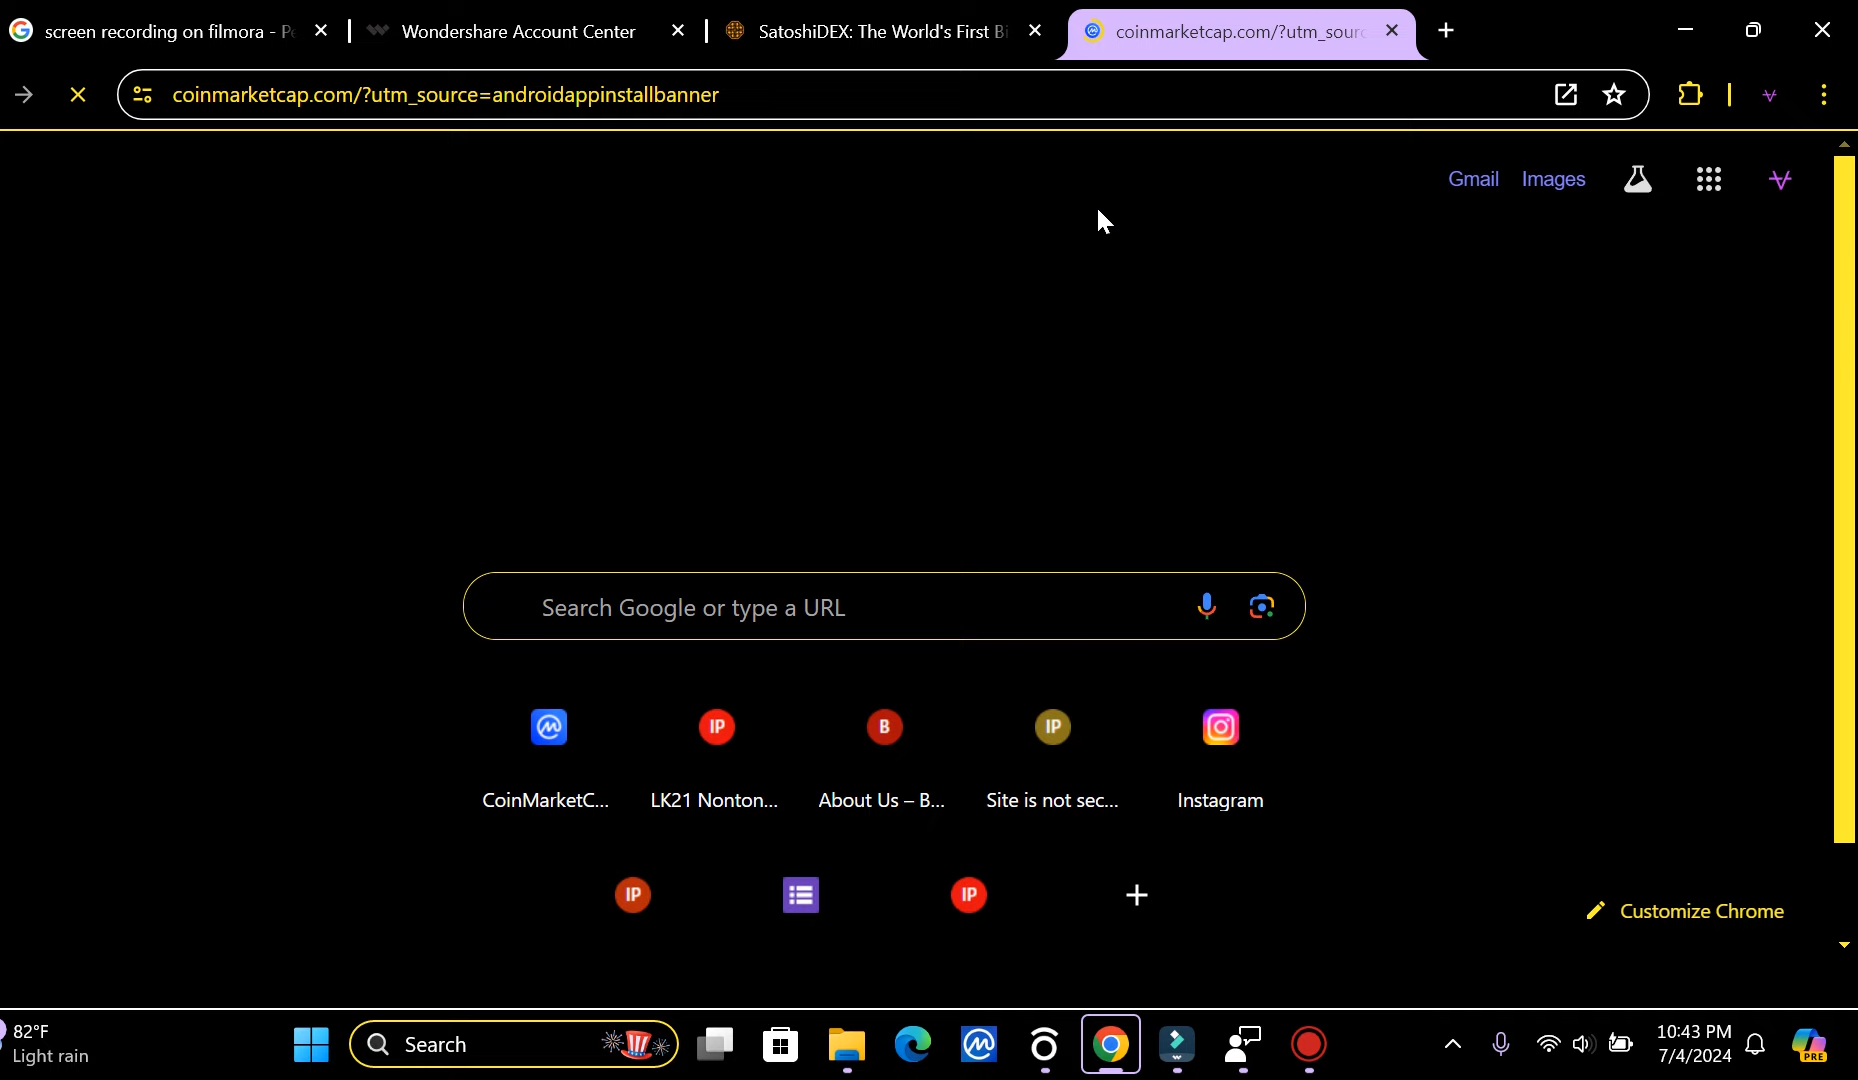 screen recording on filmora - P
Wondershare Account Center
SatoshiDEX: The World's First Bi
coinmarketcap.com/?utm_sourc
coinmarketcap.com/?utm_source=androidappinstallbanner
Gmail Images
Search Google or type a URL
IP B IP
CoinMarketC... LK21 Nonton... About Us – B... Site is not sec... Instagram
IP IP
Customize Chrome
82°F
Light rain
Search
10:43 PM
7/4/2024
PRE